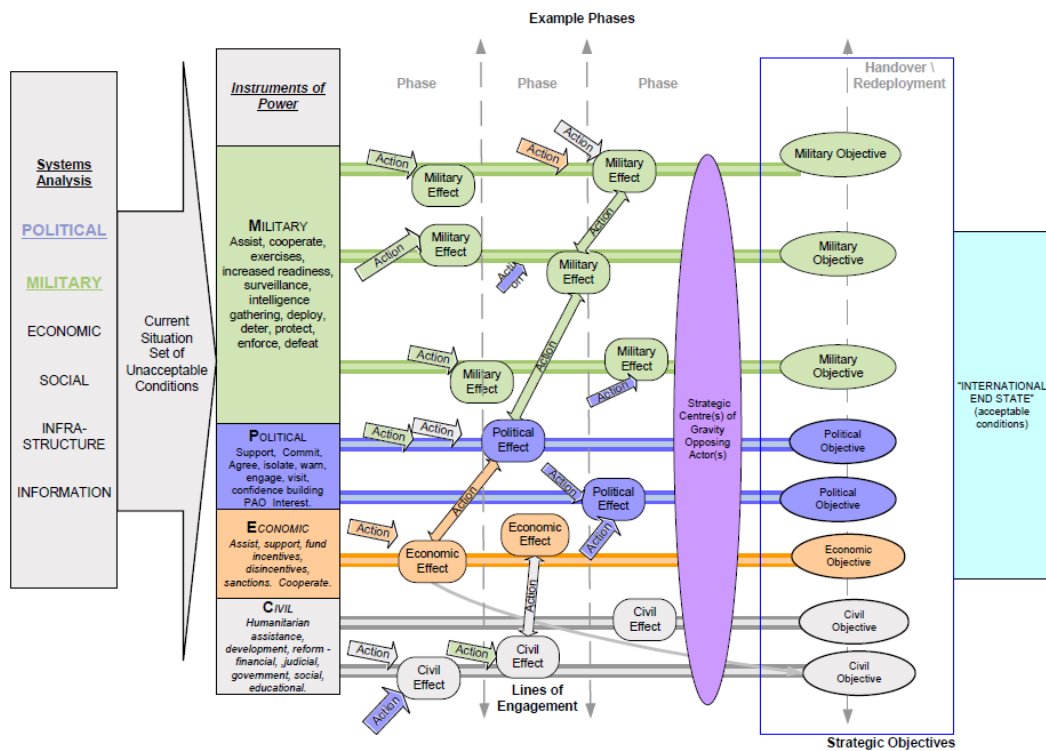 Example Phases
Systems
Analysis
POLITICAL
MILITARY
ECONOMIC
SOCIAL
INFRA-
STRUCTURE
INFORMATION
Current
Situation
Set of
Unacceptable
Conditions
Instruments of
Power
MILITARY
Assist, cooperate,
exercises,
increased readiness,
surveillance,
intelligence
gathering, deploy,
deter, protect,
enforce, defeat
POLITICAL
Support, Commit,
Agree, isolate, warn,
engage, visit,
confidence building
PAO Interest.
ECONOMIC
Assist, support, fund
incentives,
disincentives,
sanctions. Cooperate.
CIVIL
Humanitarian
assistance,
development, reform -
financial, ,judicial,
government, social,
educational.
Phase
Phase
Phase
Handover \
Redeployment
Action
Military
Effect
Action
Action
Military
Effect
Military Objective
Action
Action
Military
Effect
Action
Military
Effect
Military
Objective
Action
Action
Military
Effect
Military
Effect
Action
Military
Objective
Action
Action
Political
Effect
Political
Objective
Action
Action
Political
Effect
Political
Objective
Action
Action
Economic
Effect
Economic
Effect
Economic
Objective
Action
Civil
Effect
Civil
Objective
Action
Civil
Effect
Action
Action
Civil
Effect
Civil
Objective
Strategic
Centre(s) of
Gravity
Opposing
Actor(s)
"INTERNATIONAL
END STATE"
(acceptable
conditions)
Lines of
Engagement
Strategic Objectives